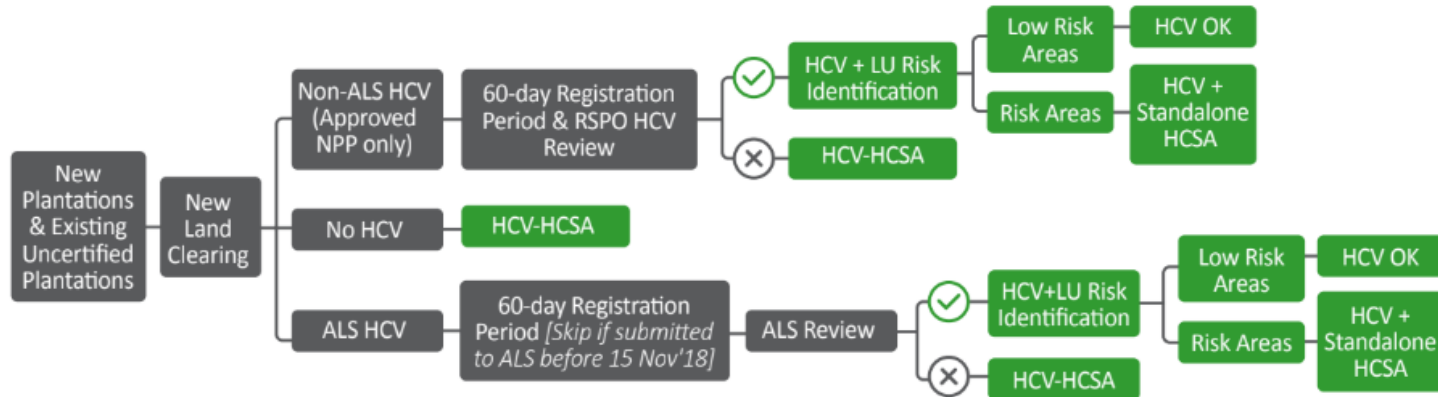 New
Plantations
& Existing
Uncertified
Plantations
New
Land
Clearing
Non-ALS HCV
(Approved
NPP only)
60-day Registration
Period & RSPO HCV
Review
HCV + LU Risk
Identification
Low Risk
Areas
HCV OK
Risk Areas
HCV +
Standalone
HCSA
HCV-HCSA
No HCV
HCV-HCSA
ALS HCV
60-day Registration
Period [Skip if submitted
to ALS before 15 Nov'18]
ALS Review
HCV+LU Risk
Identification
Low Risk
Areas
HCV OK
Risk Areas
HCV +
Standalone
HCSA
HCV-HCSA